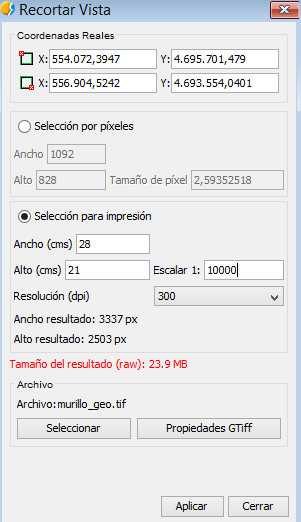 Recortar Vista
Coordenadas Reales
X: 554.072,3947 Y: 4.695.701,479
X: 556.904,5242 Y: 4.693.554,0401
Selección por píxeles
Ancho 1092
Alto 828 Tamaño de píxel 2,59352518
Selección para impresión
Ancho (cms) 28
Alto (cms) 21 Escalar 1: 10000
Resolución (dpi) 300
Ancho resultado: 3337 px
Alto resultado: 2503 px
Tamaño del resultado (raw): 23.9 MB
Archivo
Archivo:murillo_geo.tif
Seleccionar Propiedades GTiff
Aplicar Cerrar